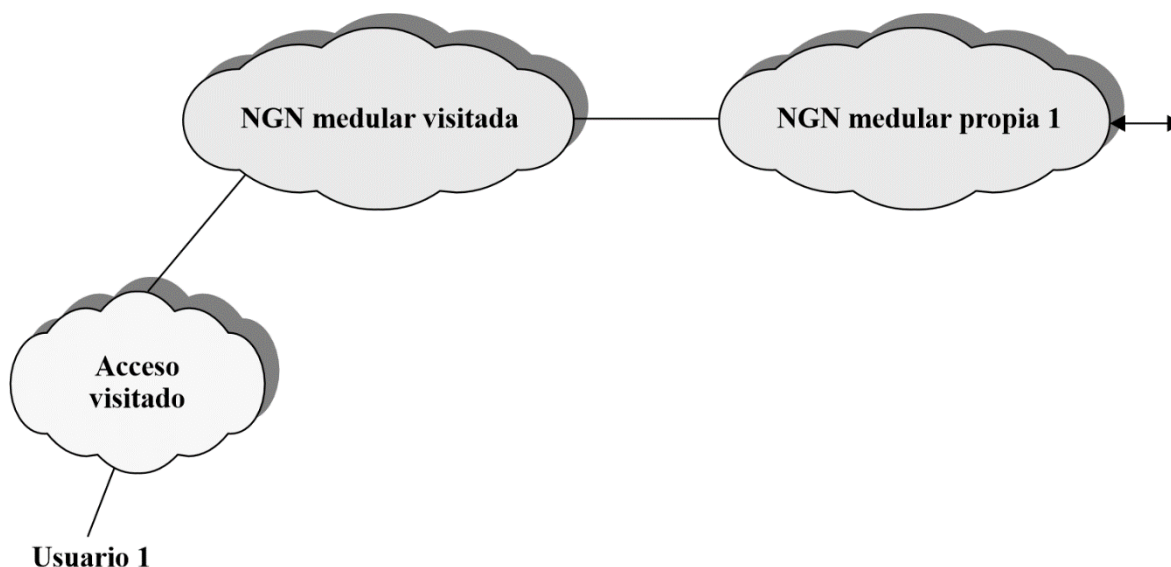 NGN medular visitada
NGN medular propia 1
Acceso
visitado
Usuario 1